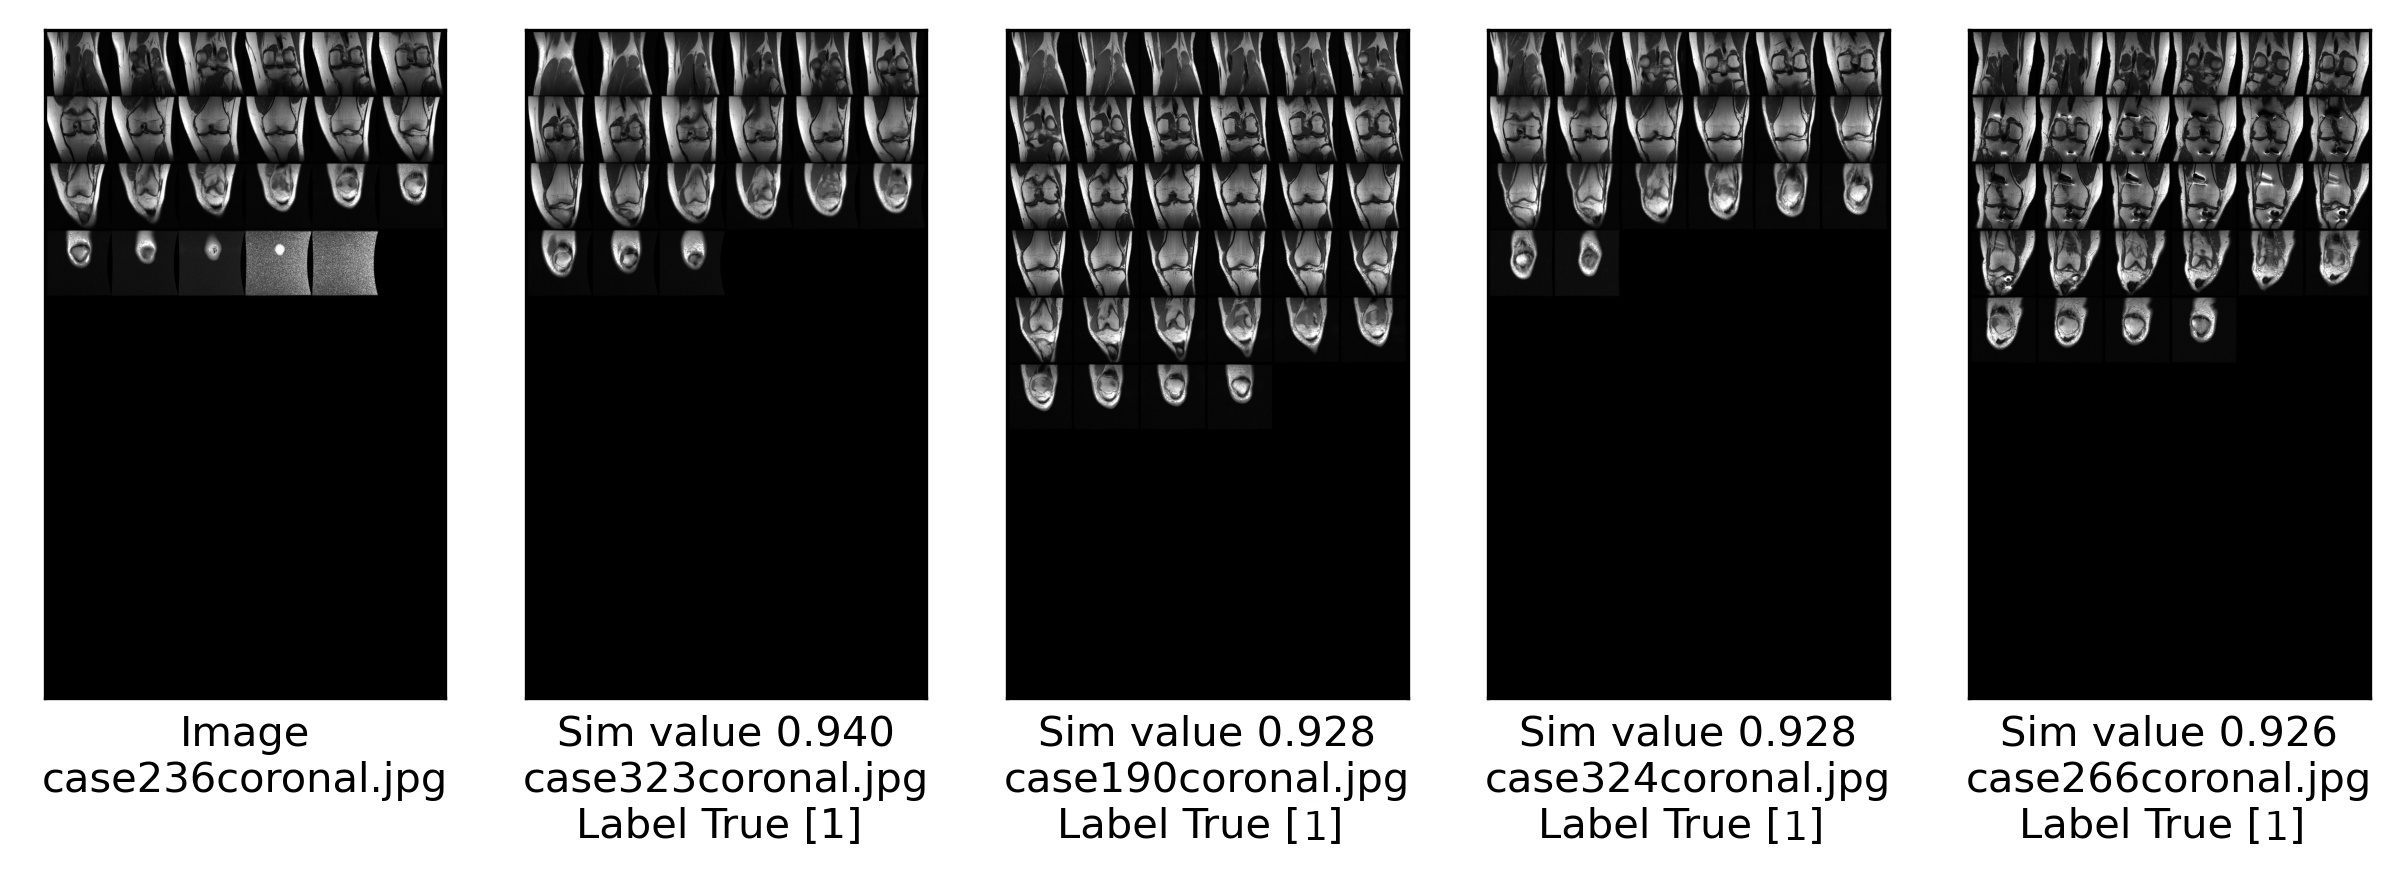 Image
case236coronal.jpg
Sim value 0.940
case323coronal.jpg
Label True [1]
Sim value 0.928
case190coronal.jpg
Label True [1]
Sim value 0.928
case324coronal.jpg
Label True [1]
Sim value 0.926
case266coronal.jpg
Label True [1]